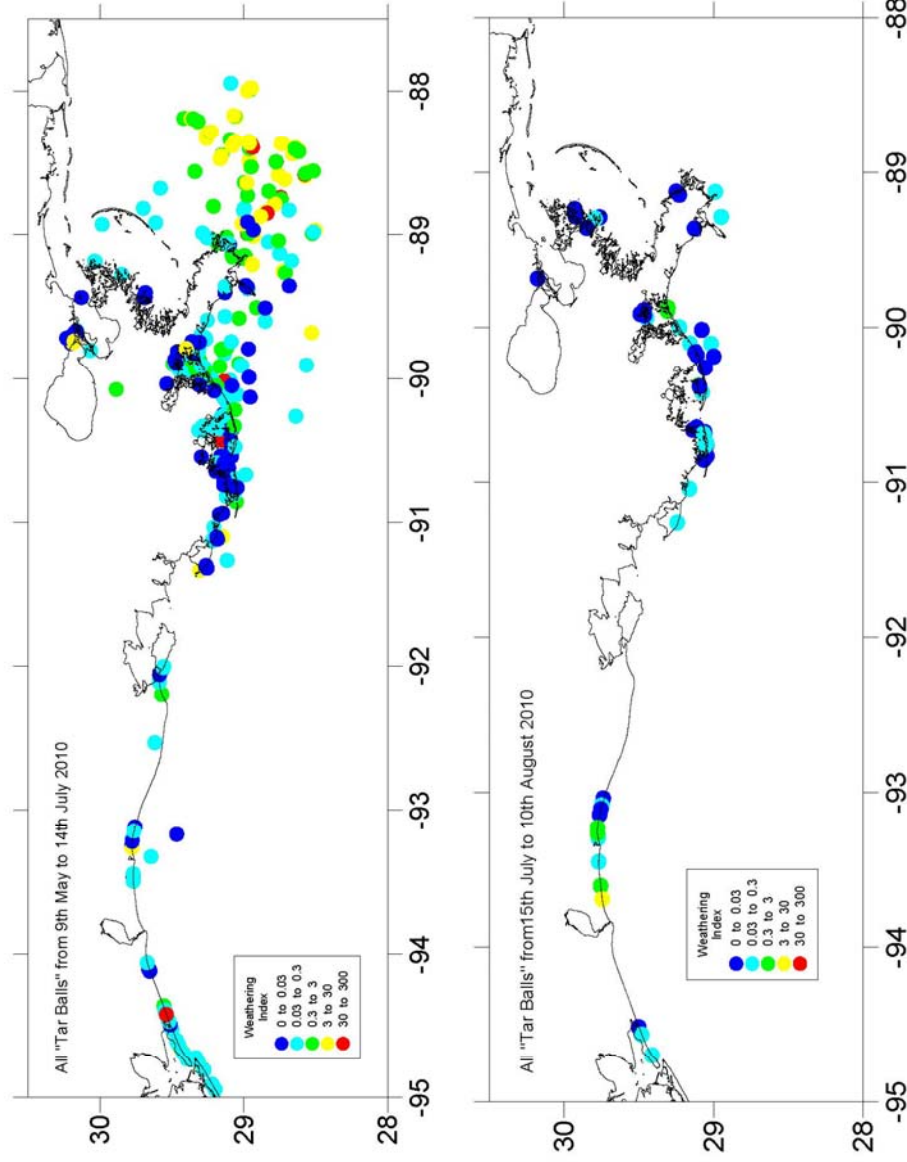 All "Tar Balls" from 9th May to 14th July 2010
30
29
28
-95
-94
-93
-92
-91
-90
-89
-88
Weathering
Index
0 to 0.03
0.03 to 0.3
0.3 to 3
3 to 30
30 to 300
All "Tar Balls" from15th July to 10th August 2010
30
29
-95
-94
-93
-92
-91
-90
-89
-88
Weathering
Index
0 to 0.03
0.03 to 0.3
0.3 to 3
3 to 30
30 to 300